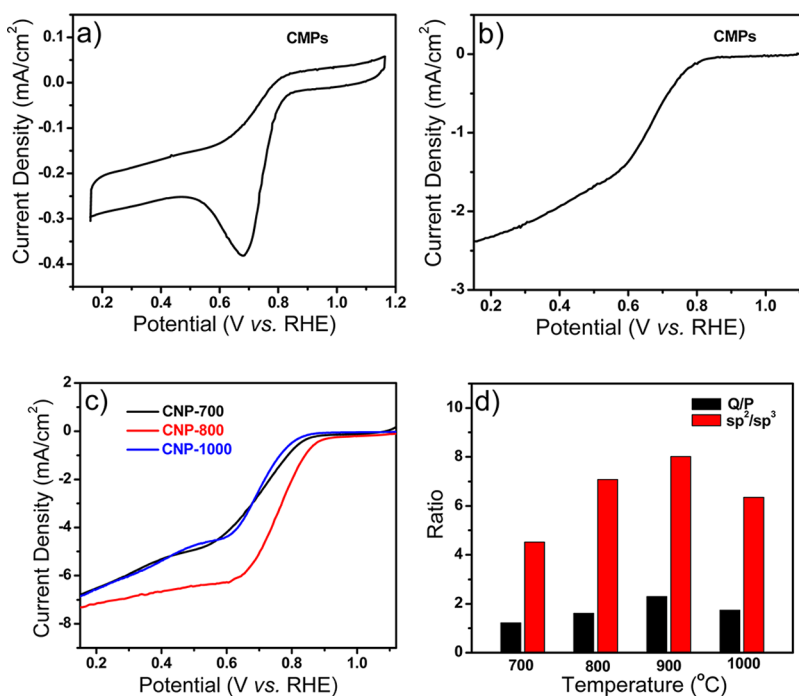 a)
CMPs
0.1
0.0
-0.1
-0.2
-0.3
-0.4
0.2 0.4 0.6 0.8 1.0 1.2
Current Density (mA/cm²)
Potential (V vs. RHE)
b)
CMPs
0
-1
-2
-3
0.2 0.4 0.6 0.8 1.0
Current Density (mA/cm²)
Potential (V vs. RHE)
c)
CNP-700
CNP-800
CNP-1000
2
0
-2
-4
-6
-8
0.2 0.4 0.6 0.8 1.0
Current Density (mA/cm²)
Potential (V vs. RHE)
d)
Q/P
sp²/sp³
10
8
6
4
2
0
700 800 900 1000
Ratio
Temperature (°C)